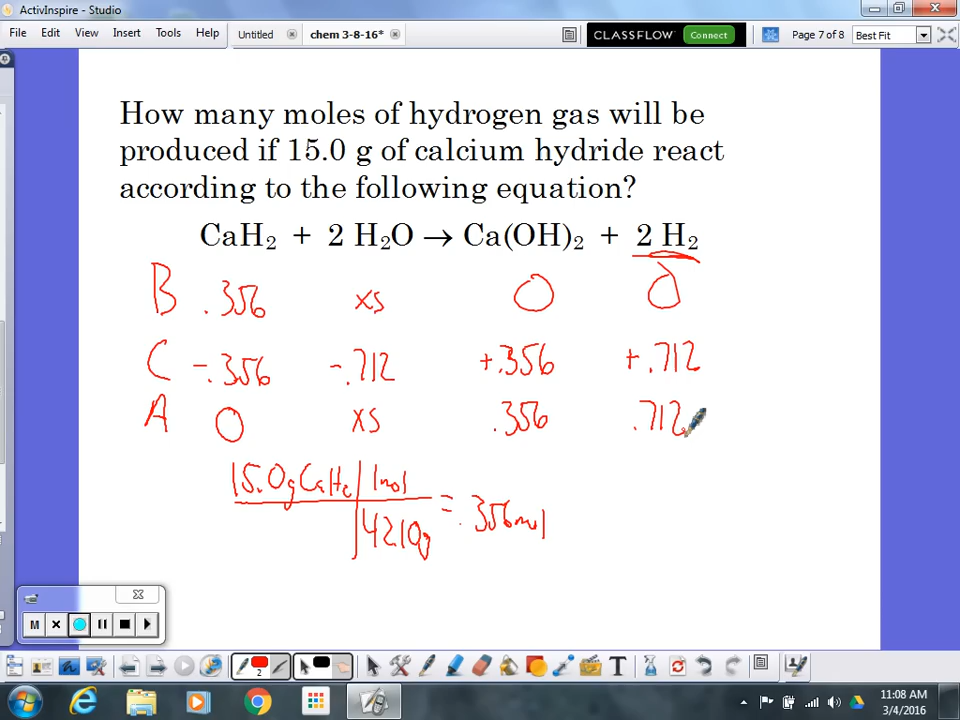 ActivInspire - Studio
File Edit View Insert Tools Help Untitled chem 3-8-16* CLASSFLOW Connect Page 7 of 8 Best Fit
How many moles of hydrogen gas will be
produced if 15.0 g of calcium hydride react
according to the following equation?
CaH₂ + 2 H₂O → Ca(OH)₂ + 2 H₂
B .356 xs 0 0
C -.356 -.712 +.356 +.712
A 0 xs .356 .712
15.0g CaH₂ | 1mol
| 42.10g = .356mol
M
2
T
11:08 AM
3/4/2016